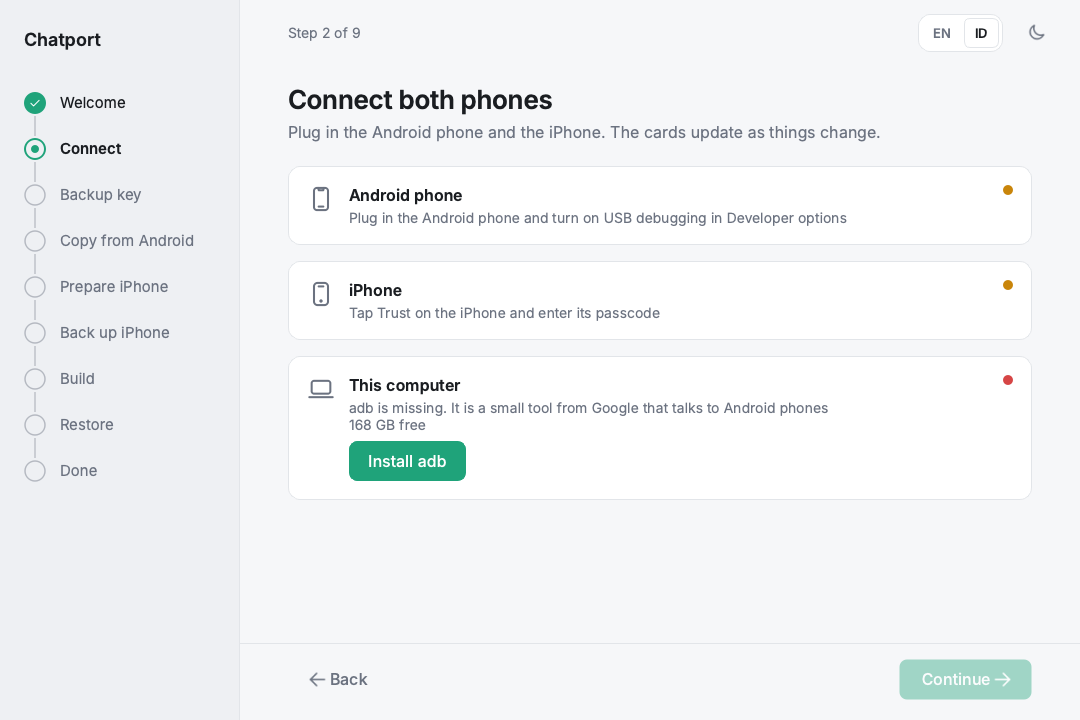 Chatport
Welcome
Connect
Backup key
Copy from Android
Prepare iPhone
Back up iPhone
Build
Restore
Done
Step 2 of 9
EN
ID
Connect both phones
Plug in the Android phone and the iPhone. The cards update as things change.
Android phone
Plug in the Android phone and turn on USB debugging in Developer options
iPhone
Tap Trust on the iPhone and enter its passcode
This computer
adb is missing. It is a small tool from Google that talks to Android phones
168 GB free
Install adb
Back
Continue